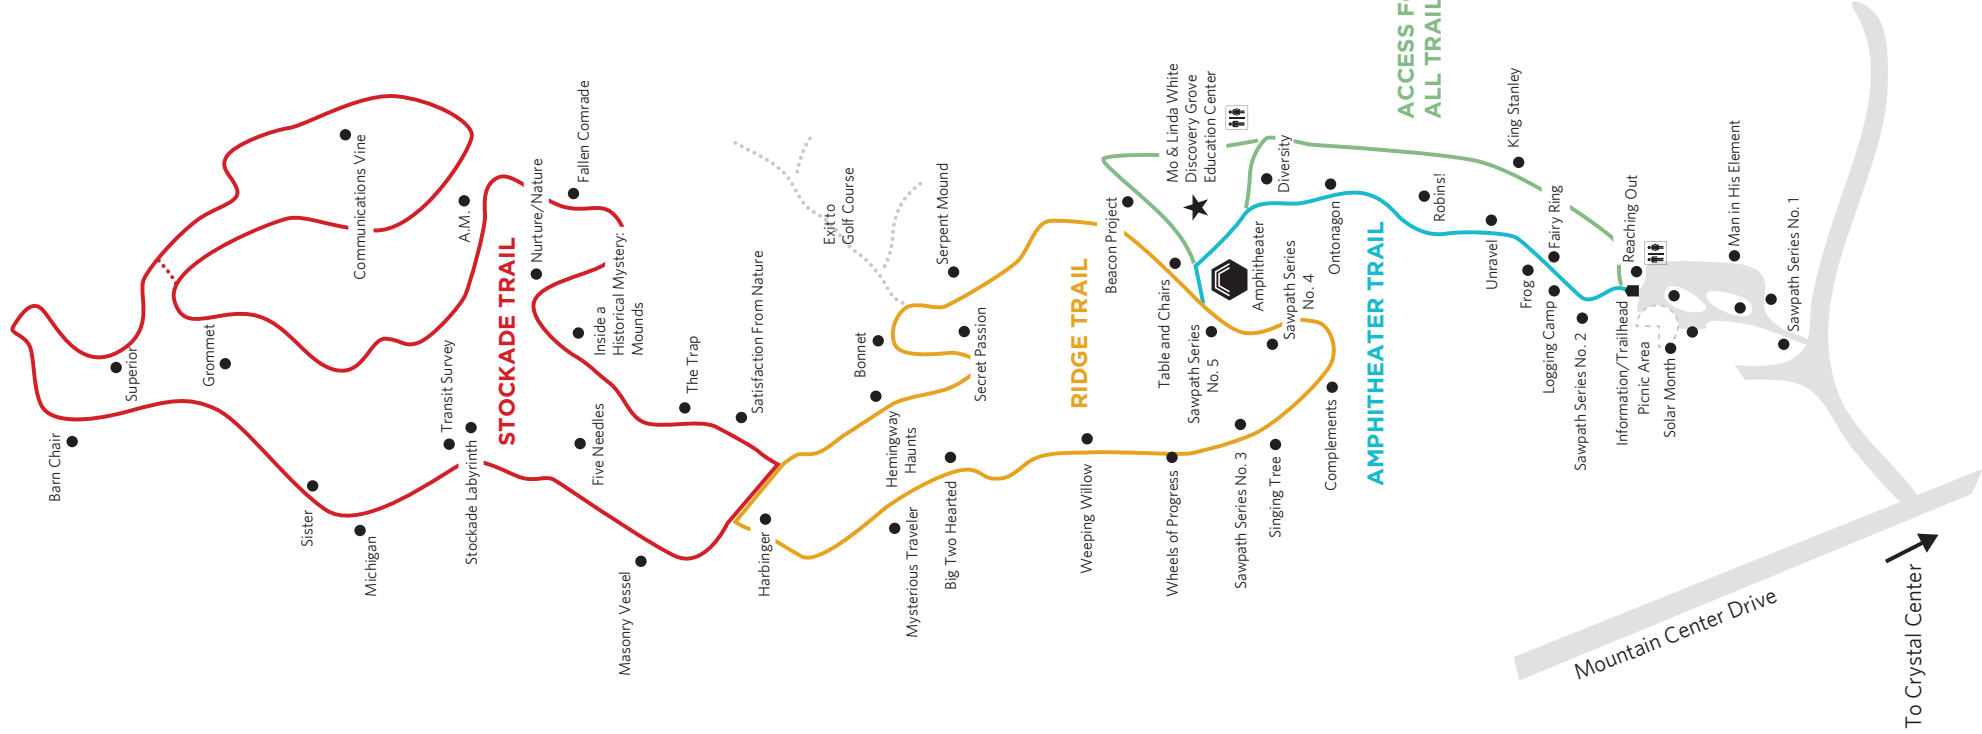 Barn Chair
Superior
Grommet
Sister
Communications Vine
Michigan
Transit Survey
A.M.
Stockade Labyrinth
STOCKADE TRAIL
Nurture/Nature
Fallen Comrade
Five Needles
Inside a
Historical Mystery:
Mounds
Masonry Vessel
The Trap
Satisfaction From Nature
Harbinger
Exit to
Golf Course
Bonnet
Hemingway
Haunts
Mysterious Traveler
Serpent Mound
Big Two Hearted
Secret Passion
RIDGE TRAIL
Weeping Willow
Beacon Project
Table and Chairs
Wheels of Progress
Mo & Linda White
Discovery Grove
Education Center
Sawpath Series
No. 5
Sawpath Series No. 3
Amphitheater
Singing Tree
Diversity
Sawpath Series
No. 4
Complements
Ontonagon
AMPHITHEATER TRAIL
ACCESS F
ALL TRAIL
Robins!
Unravel
King Stanley
Frog
Logging Camp
Fairy Ring
Sawpath Series No. 2
Information/Trailhead
Reaching Out
Picnic Area
Solar Month
Man in His Element
Sawpath Series No. 1
Mountain Center Drive
To Crystal Center